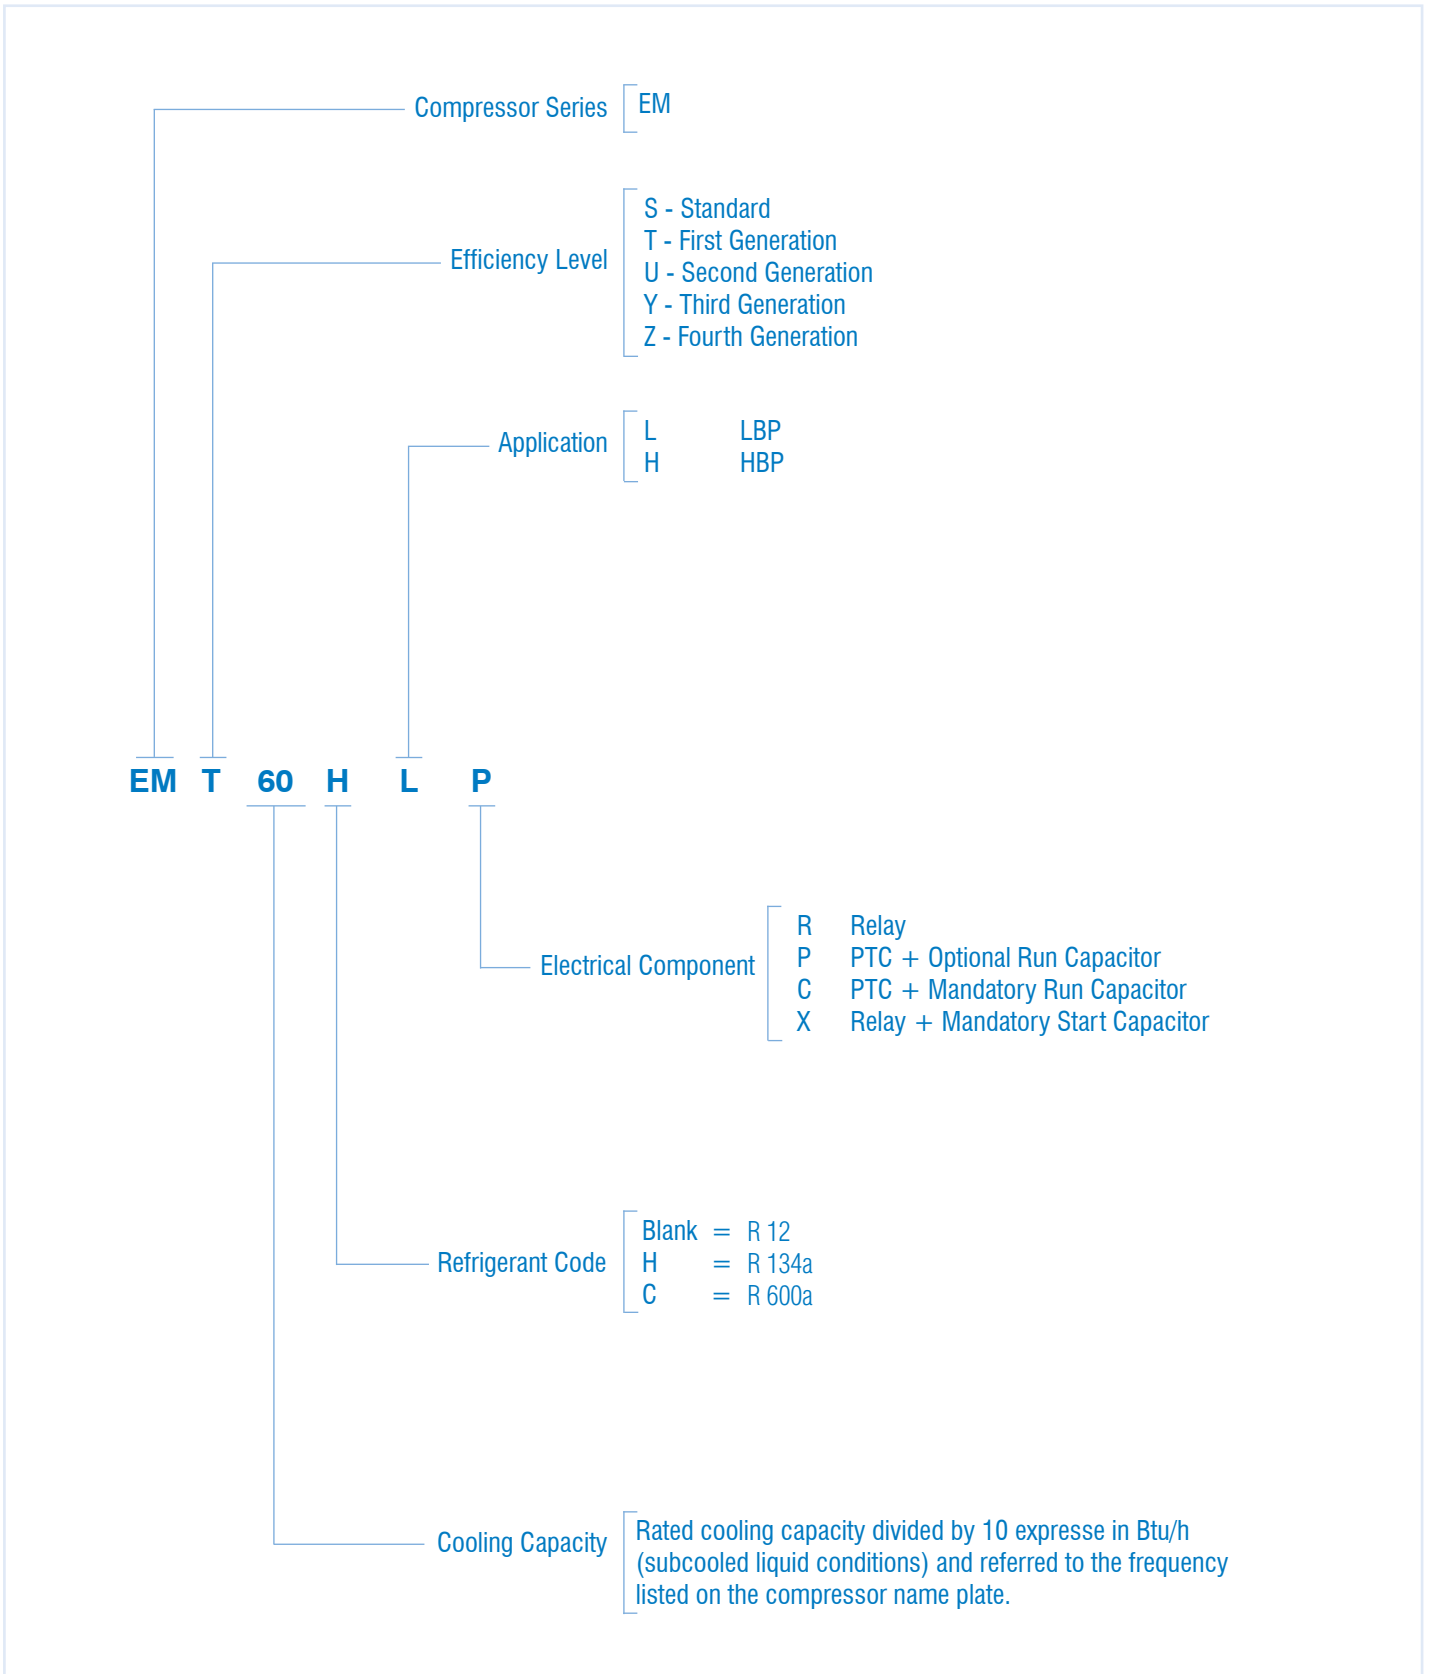 Compressor Series EM
S - Standard
T - First Generation
Efficiency Level
U - Second Generation
Y - Third Generation
Z - Fourth Generation
Application
L LBP
H HBP
EM T 60 H L P
Electrical Component
R Relay
P PTC + Optional Run Capacitor
C PTC + Mandatory Run Capacitor
X Relay + Mandatory Start Capacitor
Refrigerant Code
Blank = R 12
H = R 134a
C = R 600a
Cooling Capacity
Rated cooling capacity divided by 10 expresse in Btu/h
(subcooled liquid conditions) and referred to the frequency
listed on the compressor name plate.